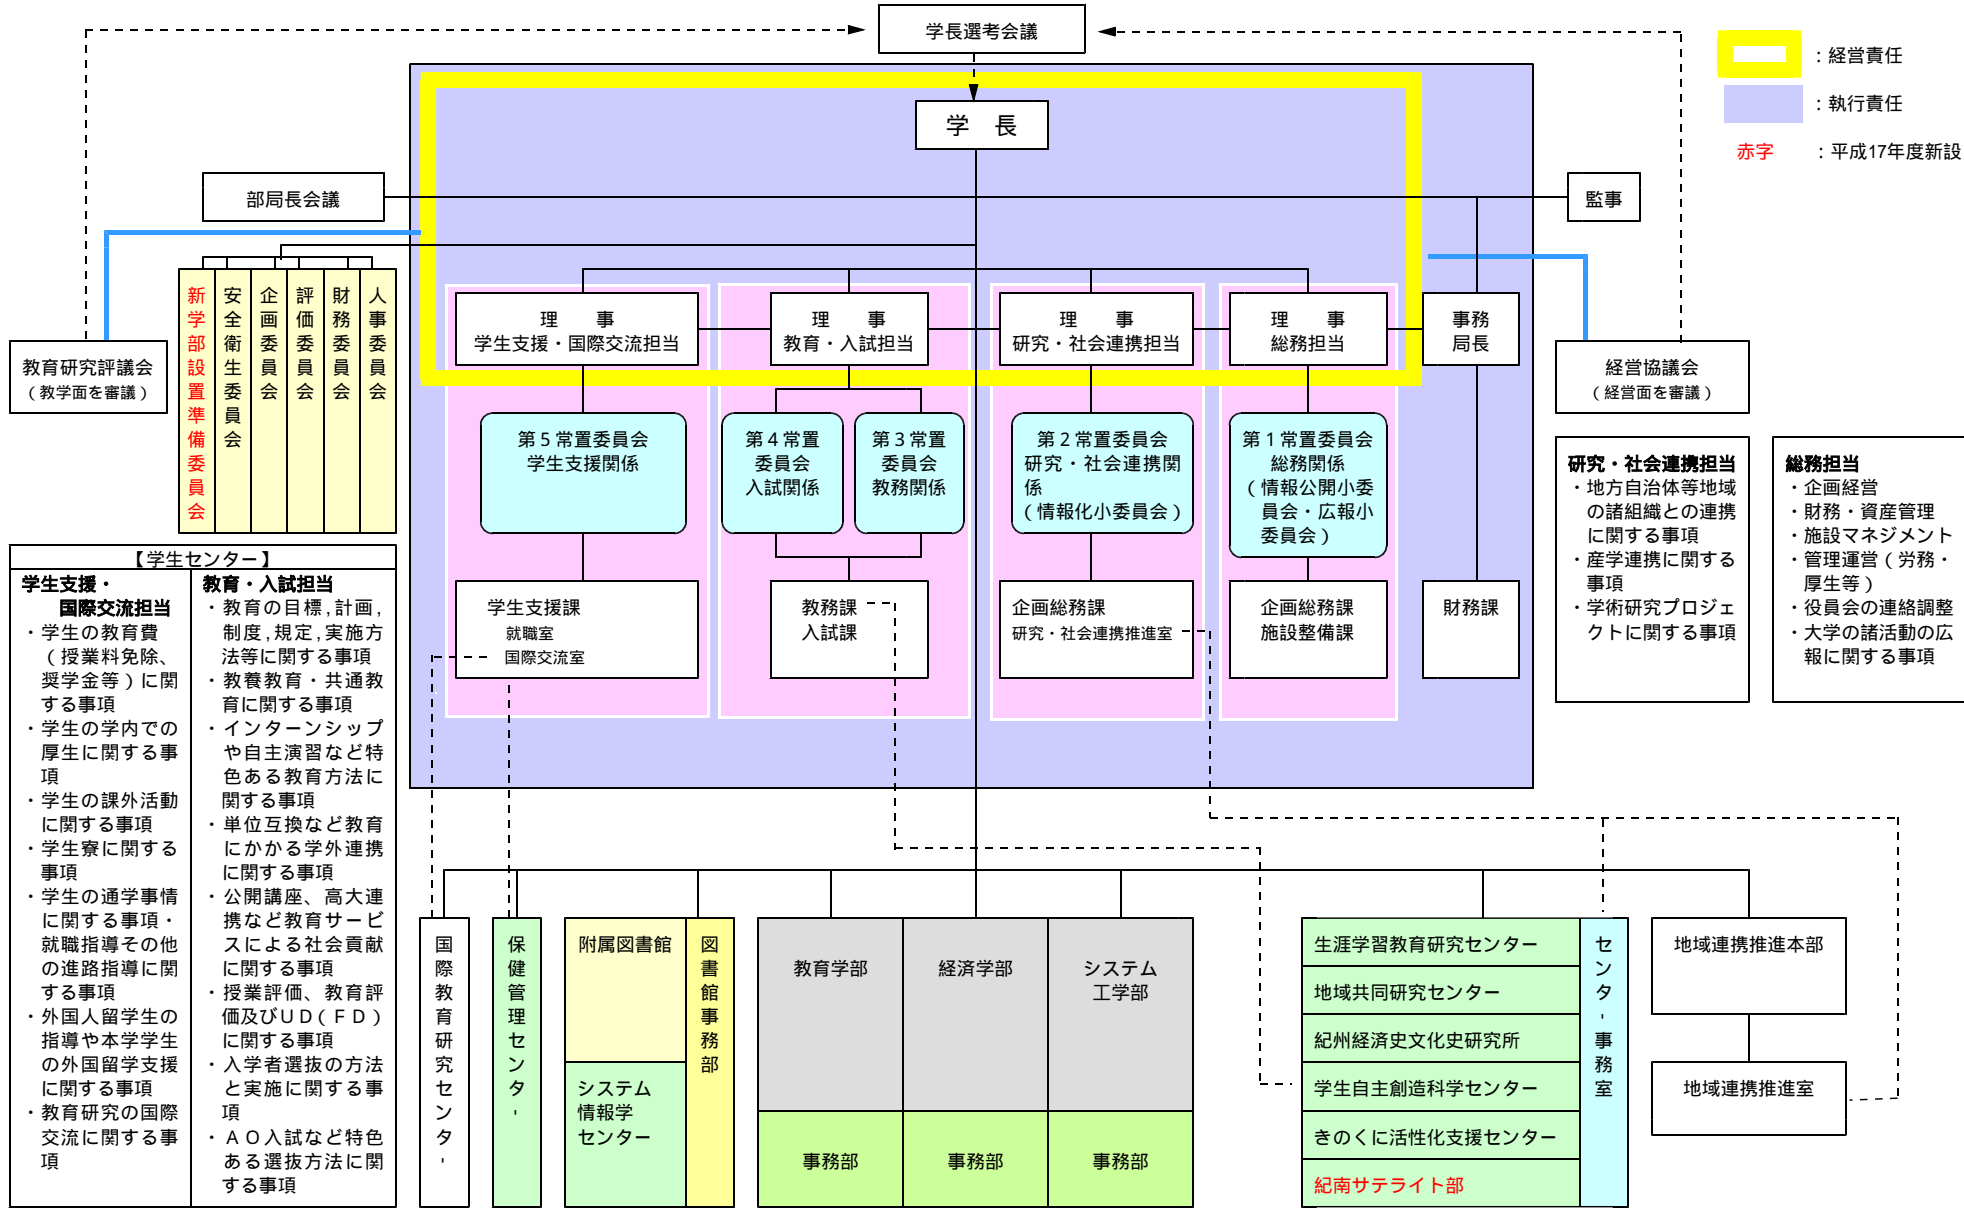 学長選考会議
：経営責任
：執行責任
赤字　：平成17年度新設
学　長
部局長会議
監事
教育研究評議会
（教学面を審議）
新学部設置準備委員会
安全衛生委員会
企画委員会
評価委員会
財務委員会
人事委員会
理　　事
学生支援・国際交流担当
理　　事
教育・入試担当
理　　事
研究・社会連携担当
理　　事
総務担当
事務
局長
経営協議会
（経営面を審議）
第５常置委員会
学生支援関係
第４常置
委員会
入試関係
第３常置
委員会
教務関係
第２常置委員会
研究・社会連携関
係
（情報化小委員会）
第１常置委員会
総務関係
（情報公開小委
員会・広報小
委員会）
学生支援課
就職室
国際交流室
教務課
入試課
企画総務課
研究・社会連携推進室
企画総務課
施設整備課
財務課
研究・社会連携担当
・地方自治体等地域
の諸組織との連携
に関する事項
・産学連携に関する
事項
・学術研究プロジェ
クトに関する事項
総務担当
・企画経営
・財務・資産管理
・施設マネジメント
・管理運営（労務・
厚生等）
・役員会の連絡調整
・大学の諸活動の広
報に関する事項
【学生センター】
学生支援・
国際交流担当
・学生の教育費
（授業料免除、
奨学金等）に関
する事項
・学生の学内での
厚生に関する事
項
・学生の課外活動
に関する事項
・学生寮に関する
事項
・学生の通学事情
に関する事項・
就職指導その他
の進路指導に関
する事項
・外国人留学生の
指導や本学学生
の外国留学支援
に関する事項
・教育研究の国際
交流に関する事
項
教育・入試担当
・教育の目標,計画,
制度,規定,実施方
法等に関する事項
・教養教育・共通教
育に関する事項
・インターンシップ
や自主演習など特
色ある教育方法に
関する事項
・単位互換など教育
にかかる学外連携
に関する事項
・公開講座、高大連
携など教育サービ
スによる社会貢献
に関する事項
・授業評価、教育評
価及びＵＤ（ＦＤ）
に関する事項
・入学者選抜の方法
と実施に関する事
項
・ＡＯ入試など特色
ある選抜方法に関
する事項
国際教育研究センタ-
保健管理センタ-
附属図書館
システム
情報学
センター
図書館事務部
教育学部
経済学部
システム
工学部
事務部
事務部
事務部
生涯学習教育研究センター
地域共同研究センター
紀州経済史文化史研究所
学生自主創造科学センター
きのくに活性化支援センター
紀南サテライト部
センタ-事務室
地域連携推進本部
地域連携推進室